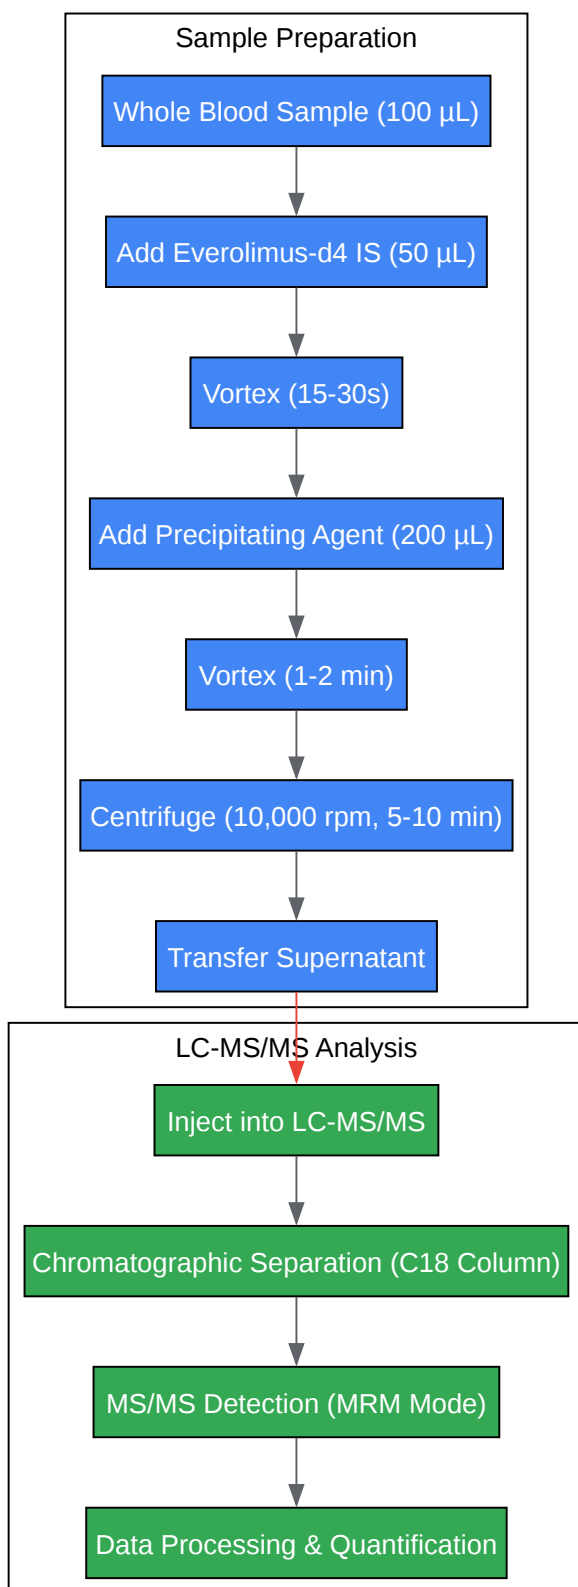 Sample Preparation
Whole Blood Sample (100 µL)
Add Everolimus-d4 IS (50 µL)
Vortex (15-30s)
Add Precipitating Agent (200 µL)
Vortex (1-2 min)
Centrifuge (10,000 rpm, 5-10 min)
Transfer Supernatant
LC-MS/MS Analysis
Inject into LC-MS/MS
Chromatographic Separation (C18 Column)
MS/MS Detection (MRM Mode)
Data Processing & Quantification